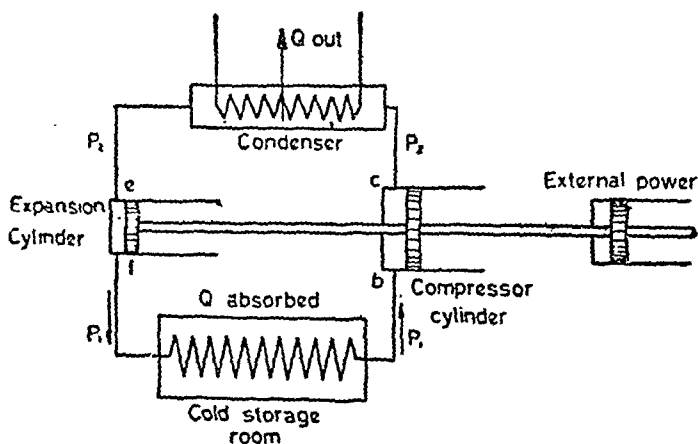 Q out
Condenser
P₂
P₂
e
c
External power
Expansion
Cylinder
f
b
Q absorbed
Compressor
cylinder
P₁
P₁
Cold storage
room